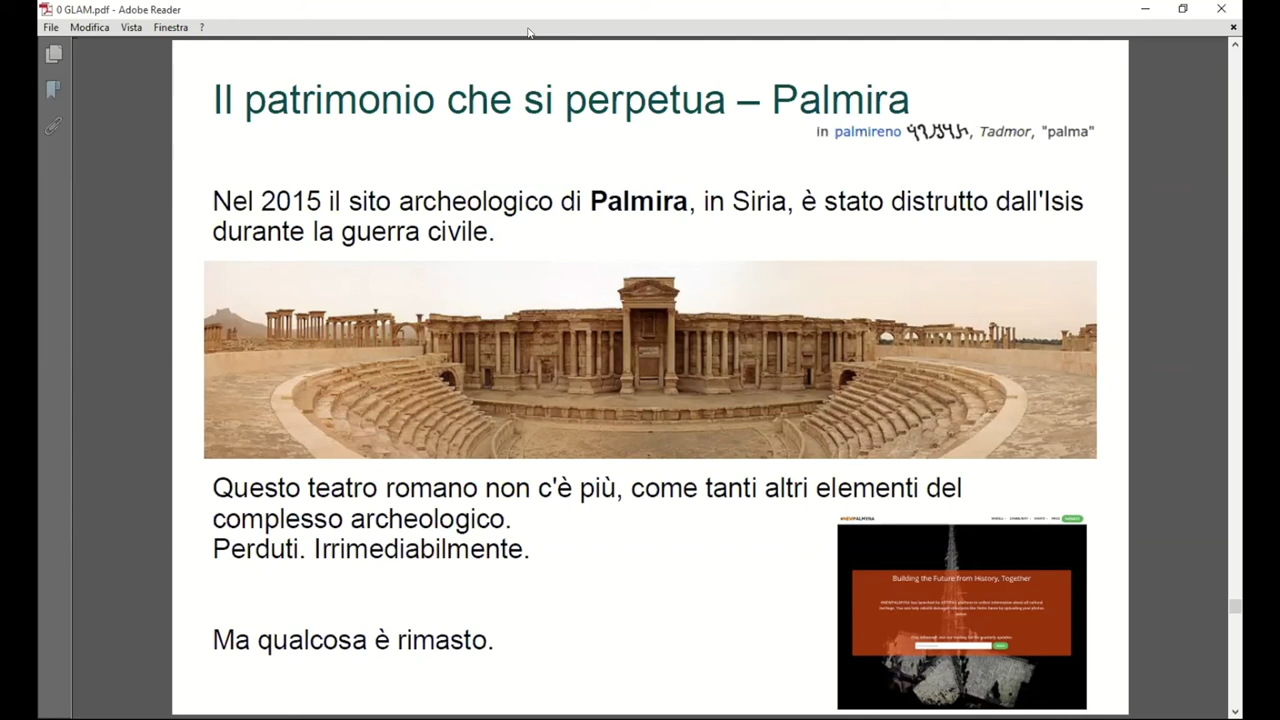 0 GLAM.pdf - Adobe Reader
File Modifica Vista Finestra ?
Il patrimonio che si perpetua – Palmira
in palmireno , Tadmor, "palma"
Nel 2015 il sito archeologico di Palmira, in Siria, è stato distrutto dall'Isis
durante la guerra civile.
Questo teatro romano non c'è più, come tanti altri elementi del
complesso archeologico.
Perduti. Irrimediabilmente.
#NEWPALMYRA
Building the Future from History, Together
Ma qualcosa è rimasto.